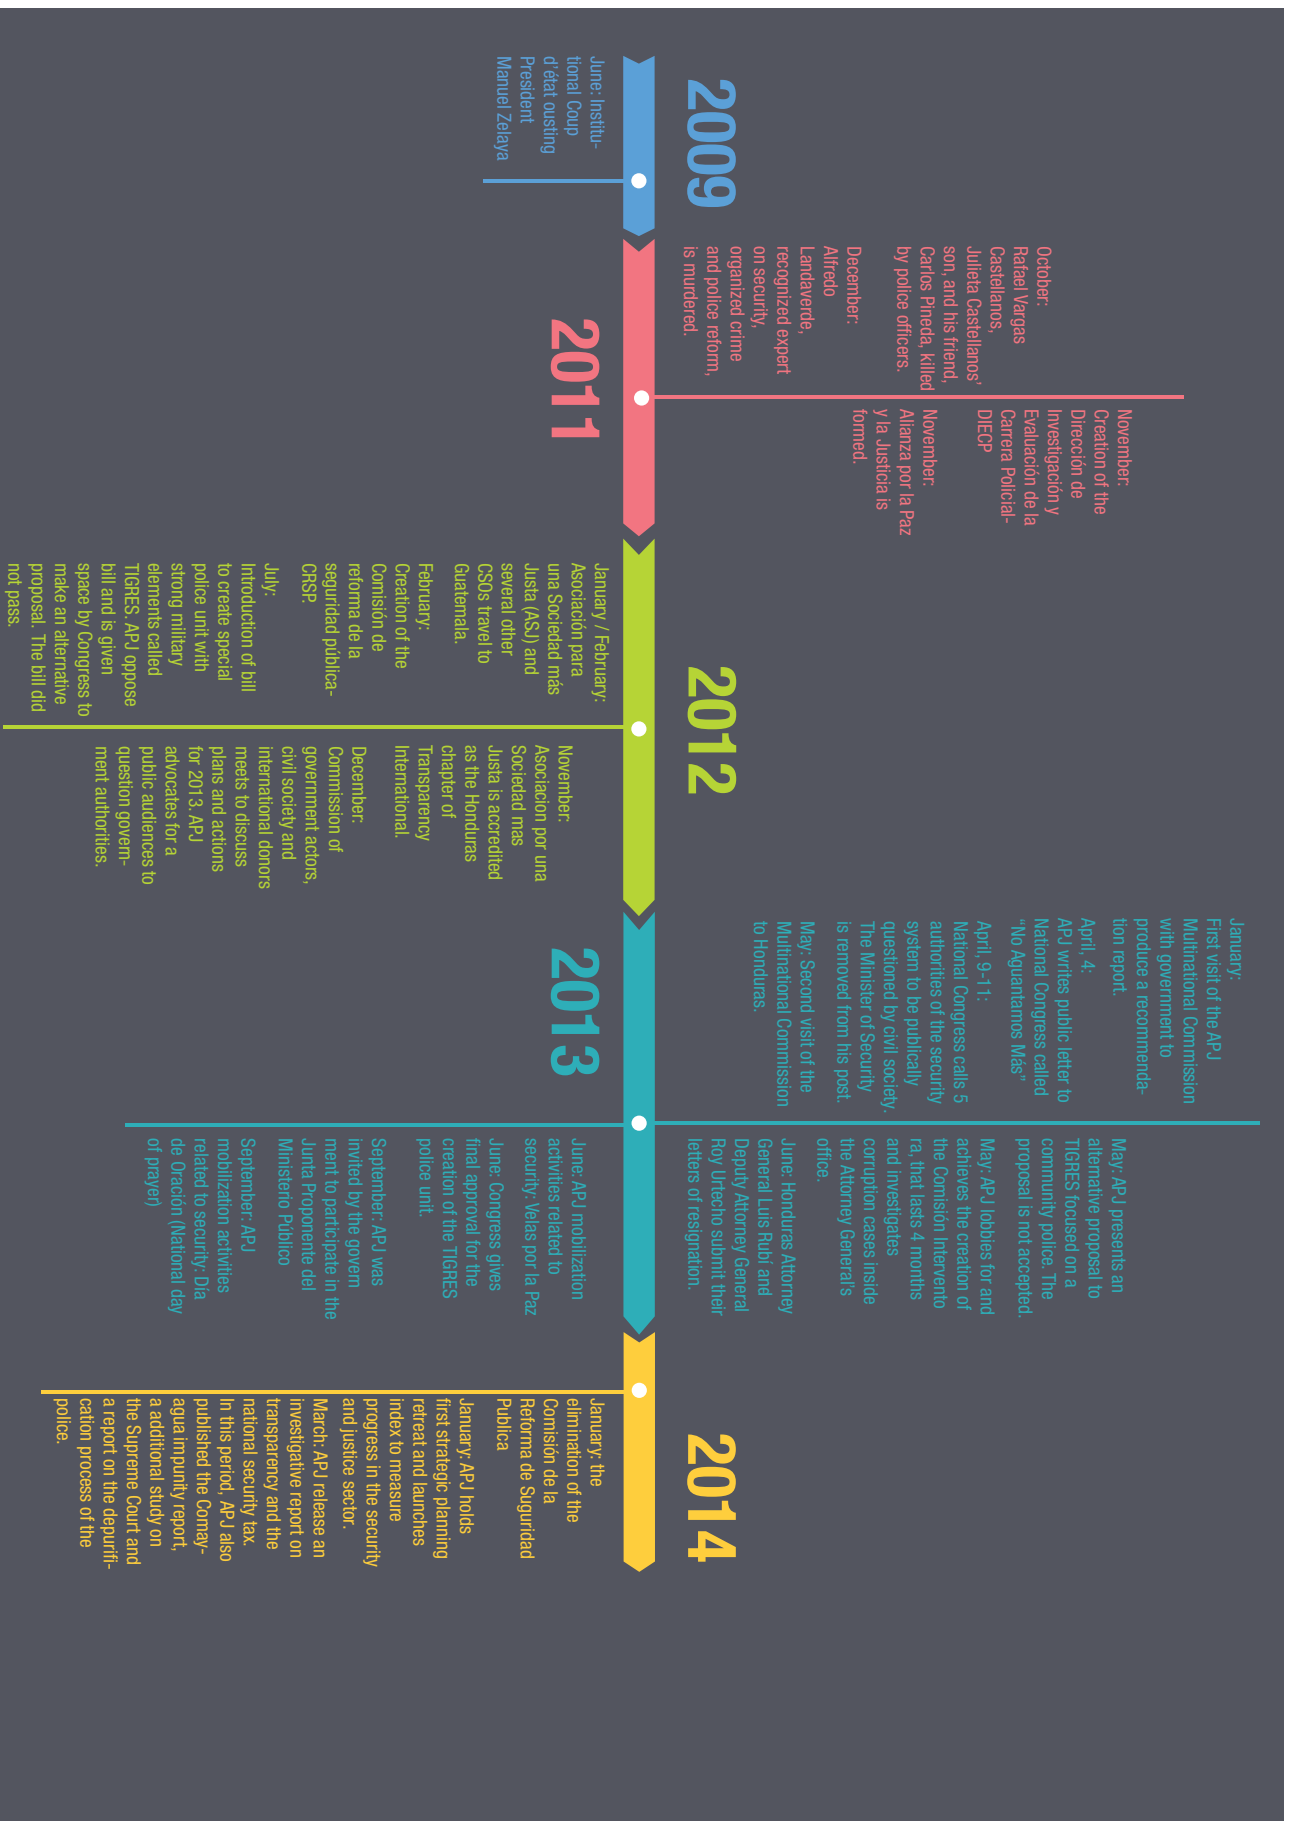 2009
June: Institu-
tional Coup
d'état ousting
President
Manuel Zelaya
2011
October:
Rafael Vargas
Castellanos,
Julieta Castellanos'
son, and his friend,
Carlos Pineda, killed
by police officers.
December:
Alfredo
Landaverde,
recognized expert
on security,
organized crime
and police reform,
is murdered.
November:
Creation of the
Dirección de
Investigación y
Evaluación de la
Carrera Policial-
DIECP
November:
Alianza por la Paz
y la Justicia is
formed.
2012
January / February:
Asociación para
una Sociedad más
Justa (ASJ) and
several other
CSOs travel to
Guatemala.
February:
Creation of the
Comisión de
reforma de la
seguridad pública-
CRSP.
July:
Introduction of bill
to create special
police unit with
strong military
elements called
TIGRES. APJ oppose
bill and is given
space by Congress to
make an alternative
proposal. The bill did
not pass.
November:
Asociacion por una
Sociedad mas
Justa is accredited
as the Honduras
chapter of
Transparency
International.
December:
Commission of
government actors,
civil society and
international donors
meets to discuss
plans and actions
for 2013. APJ
advocates for a
public audiences to
question govern-
ment authorities.
2013
January:
First visit of the APJ
Multinational Commission
with government to
produce a recommenda-
tion report.
April, 4:
APJ writes public letter to
National Congress called
"No Aguantamos Más"
April, 9-11:
National Congress calls 5
authorities of the security
system to be publically
questioned by civil society.
The Minister of Security
is removed from his post.
May: Second visit of the
Multinational Commission
to Honduras.
May: APJ presents an
alternative proposal to
TIGRES focused on a
community police. The
proposal is not accepted.
May: APJ lobbies for and
achieves the creation of
the Comisión Intervento
ra, that lasts 4 months
and investigates
corruption cases inside
the Attorney General's
office.
June: Honduras Attorney
General Luis Rubí and
Deputy Attorney General
Roy Urtecho submit their
letters of resignation.
June: APJ mobilization
activities related to
security: Velas por la Paz
June: Congress gives
final approval for the
creation of the TIGRES
police unit.
September: APJ was
invited by the govern
ment to participate in the
Junta Proponente del
Ministerio Público
September: APJ
mobilization activities
related to security: Día
de Oración (National day
of prayer)
2014
January: the
elimination of the
Comisión de la
Reforma de Suguridad
Publica
January: APJ holds
first strategic planning
retreat and launches
index to measure
progress in the security
and justice sector.
March: APJ release an
investigative report on
transparency and the
national security tax.
In this period, APJ also
published the Comay-
agua impunity report,
a additional study on
the Supreme Court and
a report on the depurifi-
cation process of the
police.